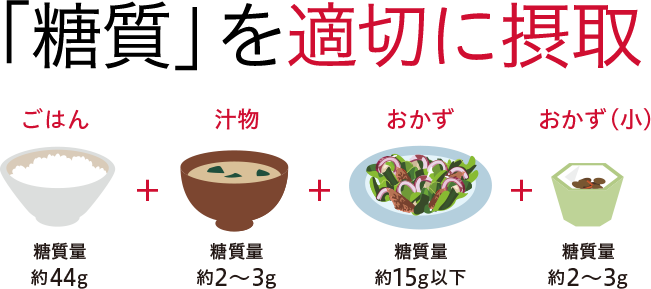 「糖質」を適切に摂取
ごはん 汁物 おかず おかず(小)
+ + +
糖質量 糖質量 糖質量 糖質量
約44g 約2～3g 約15g以下 約2～3g